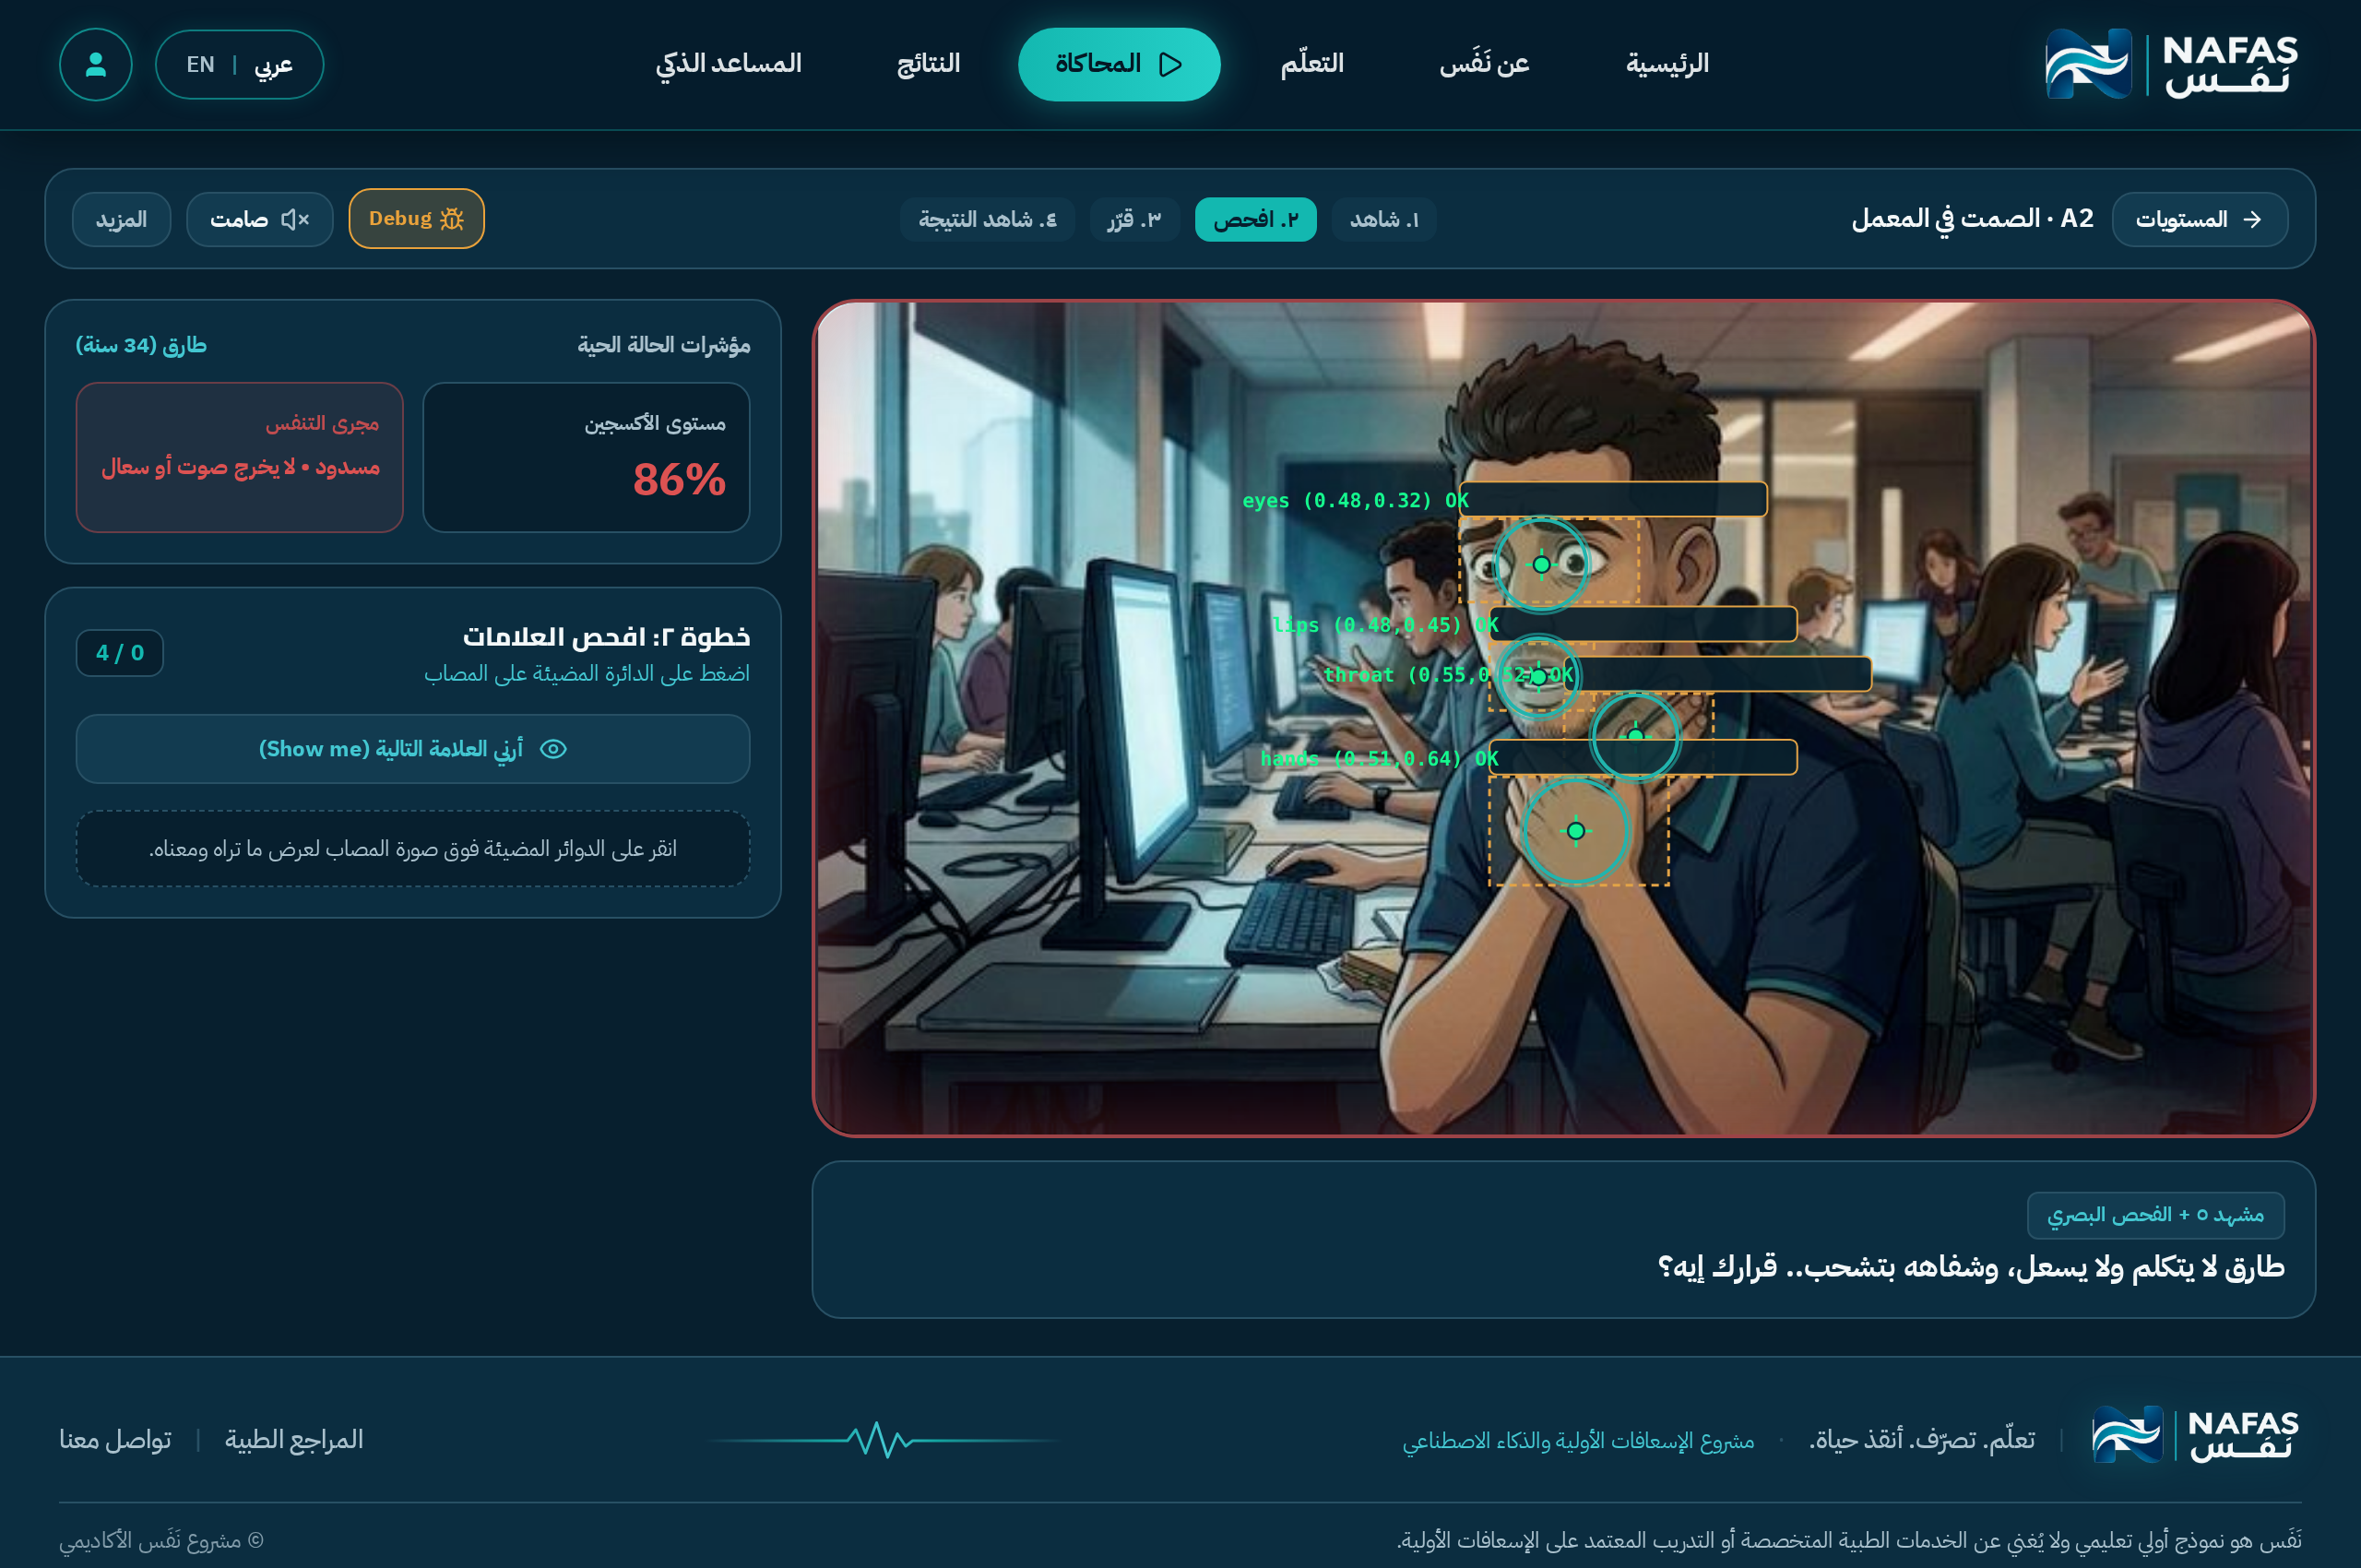 NAFAS
نَفَس
الرئيسية
عن نَفَس
التعلّم
المحاكاة
النتائج
المساعد الذكي
عربي | EN
المستويات
A2 · الصمت في المعمل
١. شاهد
٢. افحص
٣. قرّر
٤. شاهد النتيجة
Debug
صامت
المزيد
eyes (0.48,0.32) OK
lips (0.48,0.45) OK
throat (0.55,0.52) OK
hands (0.51,0.64) OK
مشهد ٥ + الفحص البصري
طارق لا يتكلم ولا يسعل، وشفاهه بتشحب.. قرارك إيه؟
مؤشرات الحالة الحية
طارق (34 سنة)
مستوى الأكسجين
86%
مجرى التنفس
مسدود • لا يخرج صوت أو سعال
خطوة ٢: افحص العلامات
4 / 0
اضغط على الدائرة المضيئة على المصاب
أرني العلامة التالية (Show me)
انقر على الدوائر المضيئة فوق صورة المصاب لعرض ما تراه ومعناه.
NAFAS
نَفَس
تعلّم. تصرّف. أنقذ حياة.
مشروع الإسعافات الأولية والذكاء الاصطناعي
المراجع الطبية | تواصل معنا
نَفَس هو نموذج أولي تعليمي ولا يُغني عن الخدمات الطبية المتخصصة أو التدريب المعتمد على الإسعافات الأولية.
© مشروع نَفَس الأكاديمي